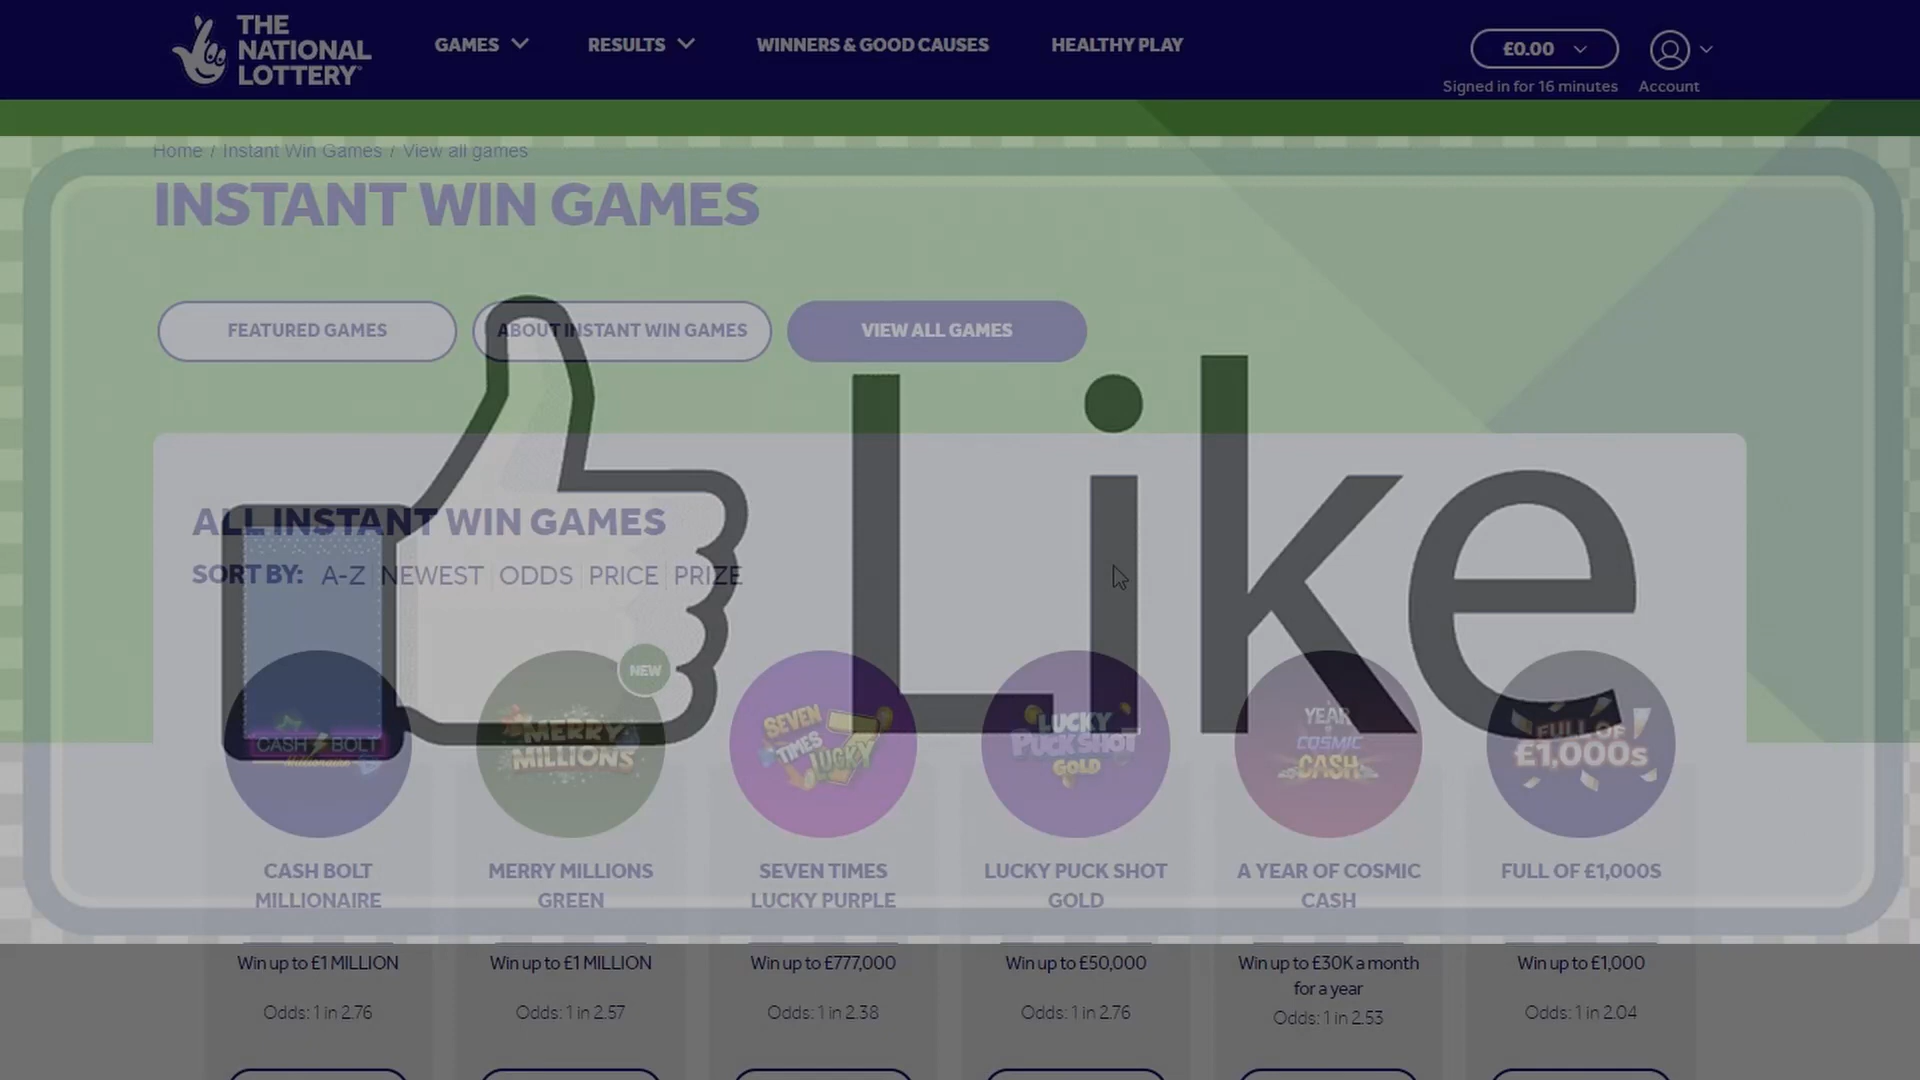 THE
NATIONAL
LOTTERY
GAMES
RESULTS
WINNERS & GOOD CAUSES
HEALTHY PLAY
£0.00
Signed in for 16 minutes
Account
Home / Instant Win Games / View all games
INSTANT WIN GAMES
FEATURED GAMES
ABOUT INSTANT WIN GAMES
VIEW ALL GAMES
Like
ALL INSTANT WIN GAMES
SORT BY: A-Z NEWEST ODDS PRICE PRIZE
NEW
CASH BOLT
Millionaire
MERRY
MILLIONS
SEVEN
TIMES
LUCKY
7
LUCKY
PUCK SHOT
GOLD
YEAR
COSMIC
CASH
FULL OF
£1,000s
CASH BOLT
MILLIONAIRE
MERRY MILLIONS
GREEN
SEVEN TIMES
LUCKY PURPLE
LUCKY PUCK SHOT
GOLD
A YEAR OF COSMIC
CASH
FULL OF £1,000S
Win up to £1 MILLION
Win up to £1 MILLION
Win up to £777,000
Win up to £50,000
Win up to £30K a month
for a year
Win up to £1,000
Odds: 1 in 2.76
Odds: 1 in 2.57
Odds: 1 in 2.38
Odds: 1 in 2.76
Odds: 1 in 2.53
Odds: 1 in 2.04